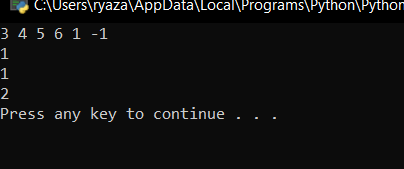 C:\Users\ryaza\AppData\Local\Programs\Python\Python
3 4 5 6 1 -1
1
1
2
Press any key to continue . . .